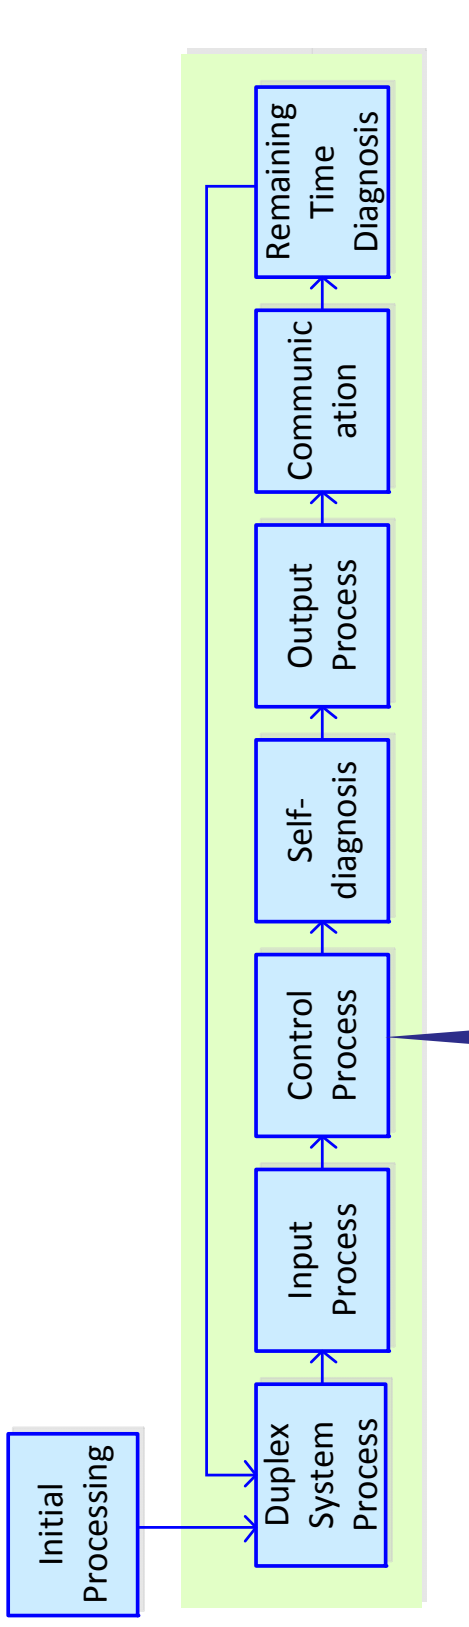 Initial
Processing
Duplex
System
Process
Input
Process
Control
Process
Self-
diagnosis
Output
Process
Communic
ation
Remaining
Time
Diagnosis